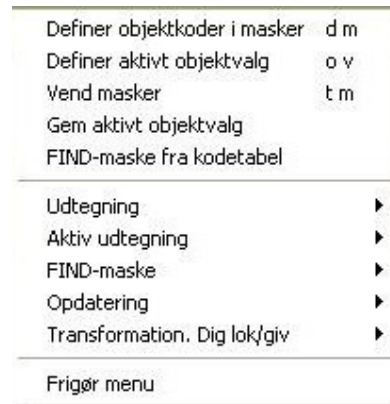 Definer objektkoder i masker d m
Definer aktivt objektvalg o v
Vend masker t m
Gem aktivt objektvalg
FIND-maske fra kodetabel
Udtegning
Aktiv udtegning
FIND-maske
Opdatering
Transformation. Dig lok/giv
Frigør menu